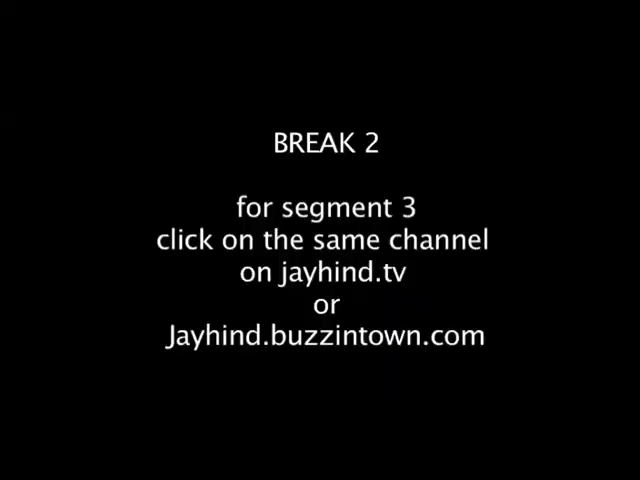 BREAK 2
for segment 3
click on the same channel
on jayhind.tv
or
Jayhind.buzzintown.com